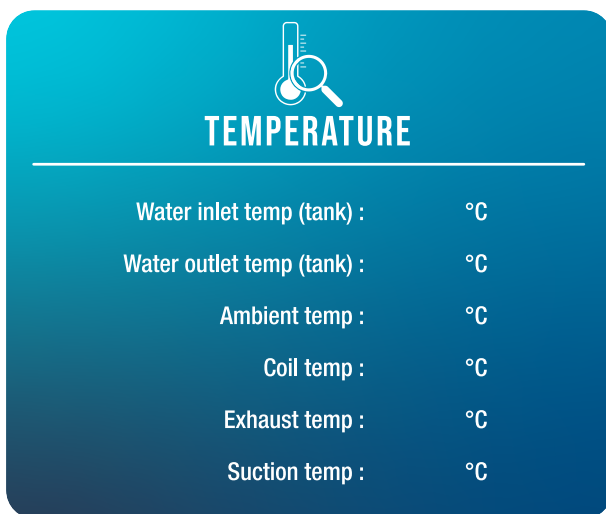 TEMPERATURE
Water inlet temp (tank) : °C
Water outlet temp (tank) : °C
Ambient temp : °C
Coil temp : °C
Exhaust temp : °C
Suction temp : °C